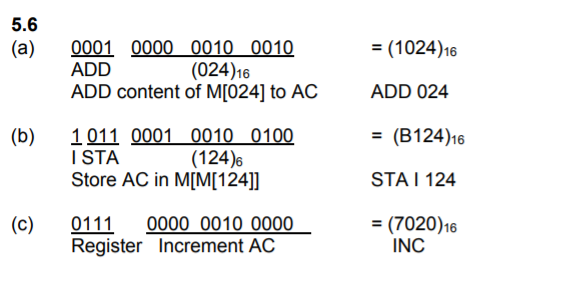 5.6
(a) 0001 0000 0010 0010 = (1024)16
ADD (024)16
ADD content of M[024] to AC ADD 024
(b) 1 011 0001 0010 0100 = (B124)16
I STA (124)6
Store AC in M[M[124]] STA I 124
(c) 0111 0000 0010 0000 = (7020)16
Register Increment AC INC